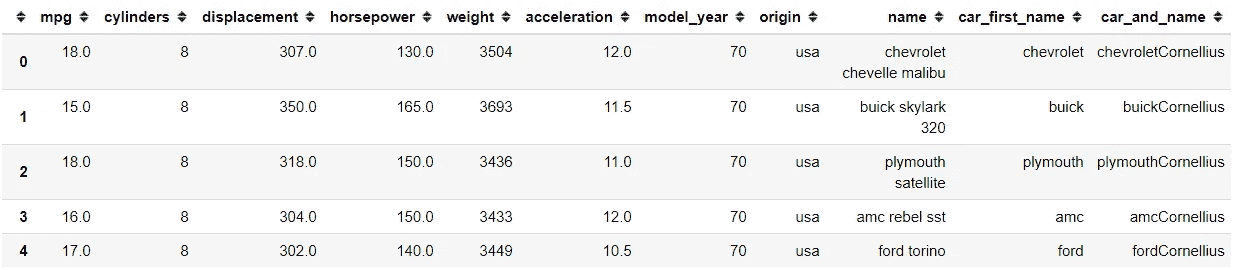 mpg cylinders displacement horsepower weight acceleration model_year origin name car_first_name car_and_name
0 18.0 8 307.0 130.0 3504 12.0 70 usa chevrolet chevrolet chevroletCornellius
chevelle malibu
1 15.0 8 350.0 165.0 3693 11.5 70 usa buick skylark buick buickCornellius
320
2 18.0 8 318.0 150.0 3436 11.0 70 usa plymouth plymouth plymouthCornellius
satellite
3 16.0 8 304.0 150.0 3433 12.0 70 usa amc rebel sst amc amcCornellius
4 17.0 8 302.0 140.0 3449 10.5 70 usa ford torino ford fordCornellius